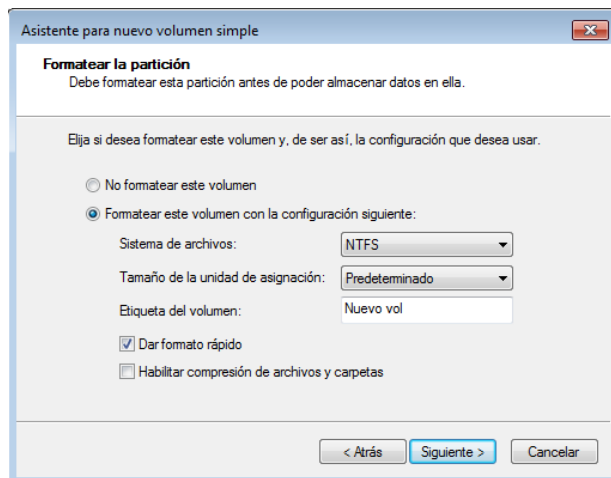 Asistente para nuevo volumen simple
Formatear la partición
Debe formatear esta partición antes de poder almacenar datos en ella.
Elija si desea formatear este volumen y, de ser así, la configuración que desea usar.
No formatear este volumen
Formatear este volumen con la configuración siguiente:
Sistema de archivos: NTFS
Tamaño de la unidad de asignación: Predeterminado
Etiqueta del volumen: Nuevo vol
Dar formato rápido
Habilitar compresión de archivos y carpetas
< Atrás Siguiente > Cancelar